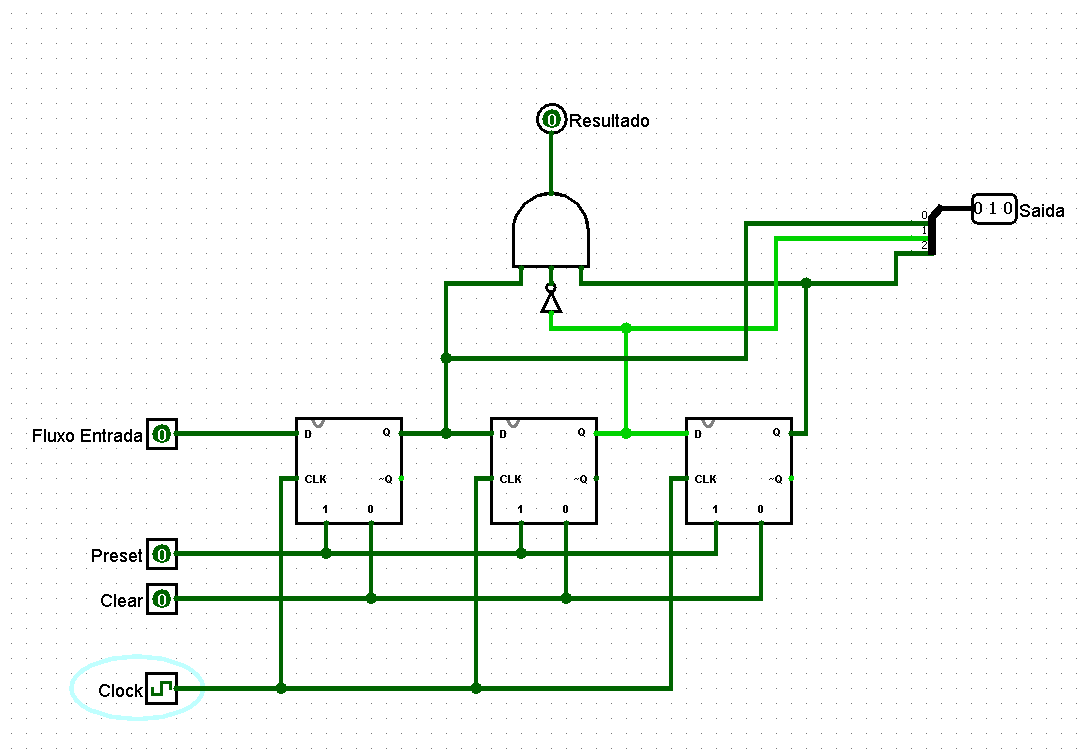 0 Resultado
0
1
2
0 1 0 Saida
Fluxo Entrada 0
D Q
CLK ~Q
1 0
D Q
CLK ~Q
1 0
D Q
CLK ~Q
1 0
Preset 0
Clear 0
Clock